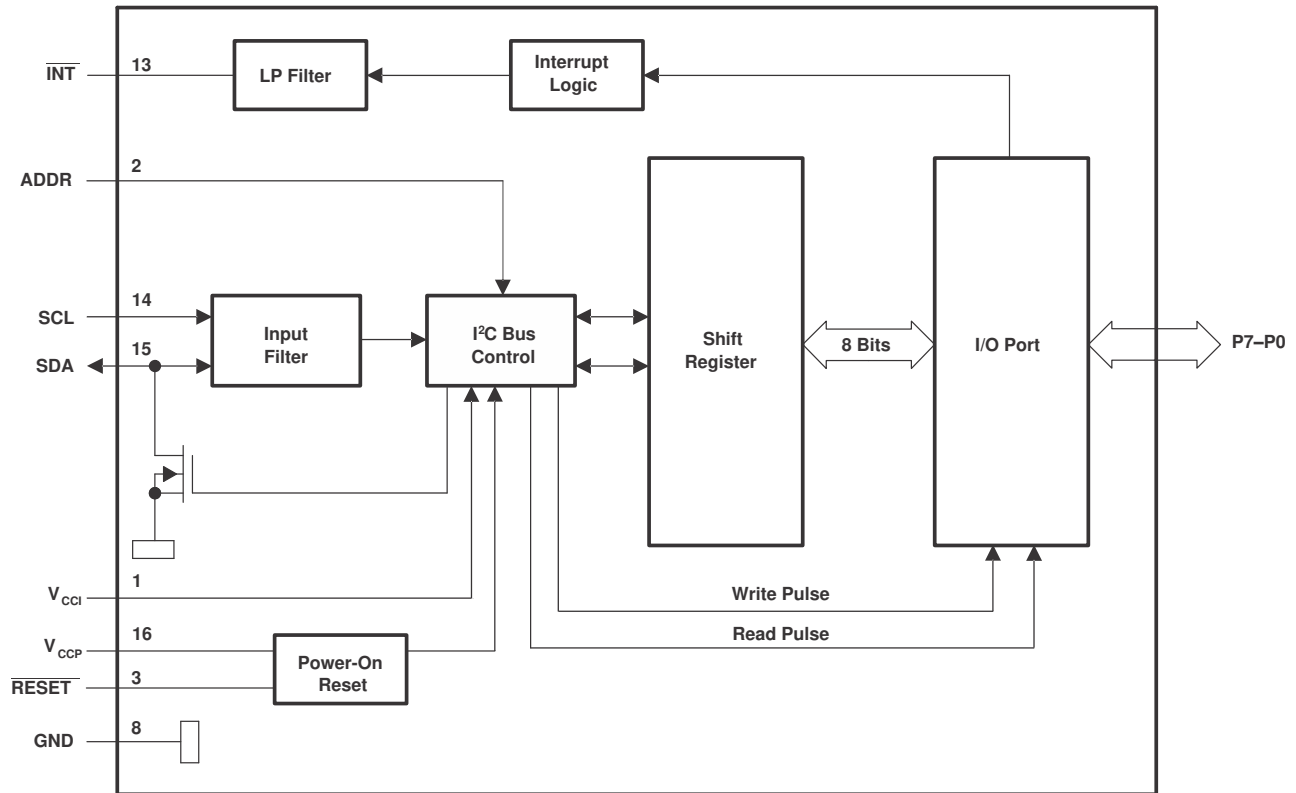 INT
13
LP Filter
Interrupt
Logic
ADDR
2
SCL
14
SDA
15
Input
Filter
I²C Bus
Control
Shift
Register
8 Bits
I/O Port
P7–P0
VCCI
1
Write Pulse
VCCP
16
Read Pulse
RESET
3
Power-On
Reset
GND
8